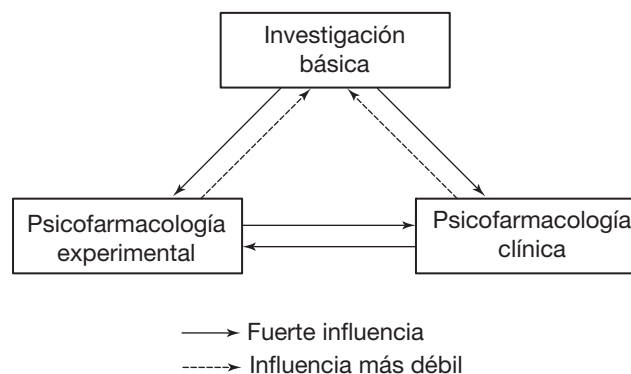 Investigación
básica
Psicofarmacología
experimental
Psicofarmacología
clínica
Fuerte influencia
Influencia más débil